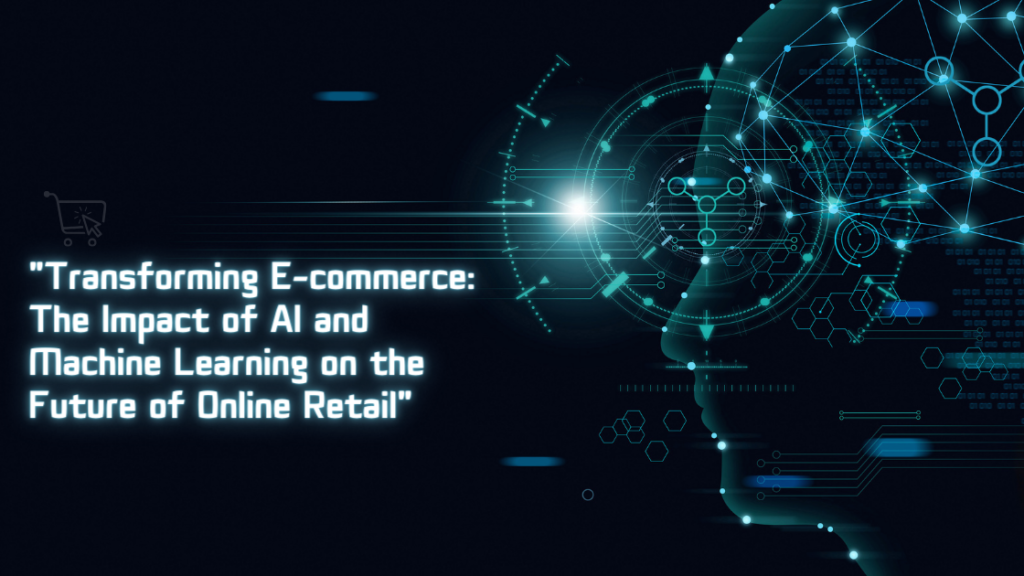 "Transforming E-commerce:
The Impact of AI and
Machine Learning on the
Future of Online Retail"